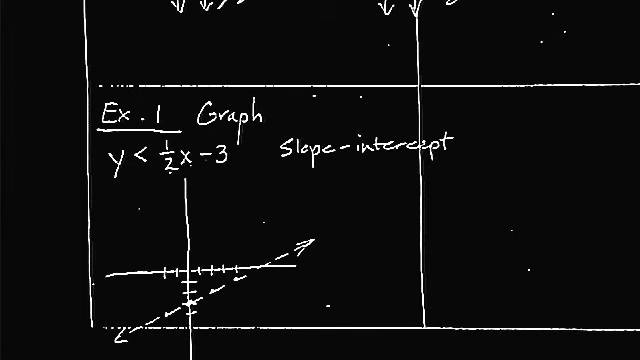 Ex. 1 Graph
y < 1/2x - 3 slope-intercept